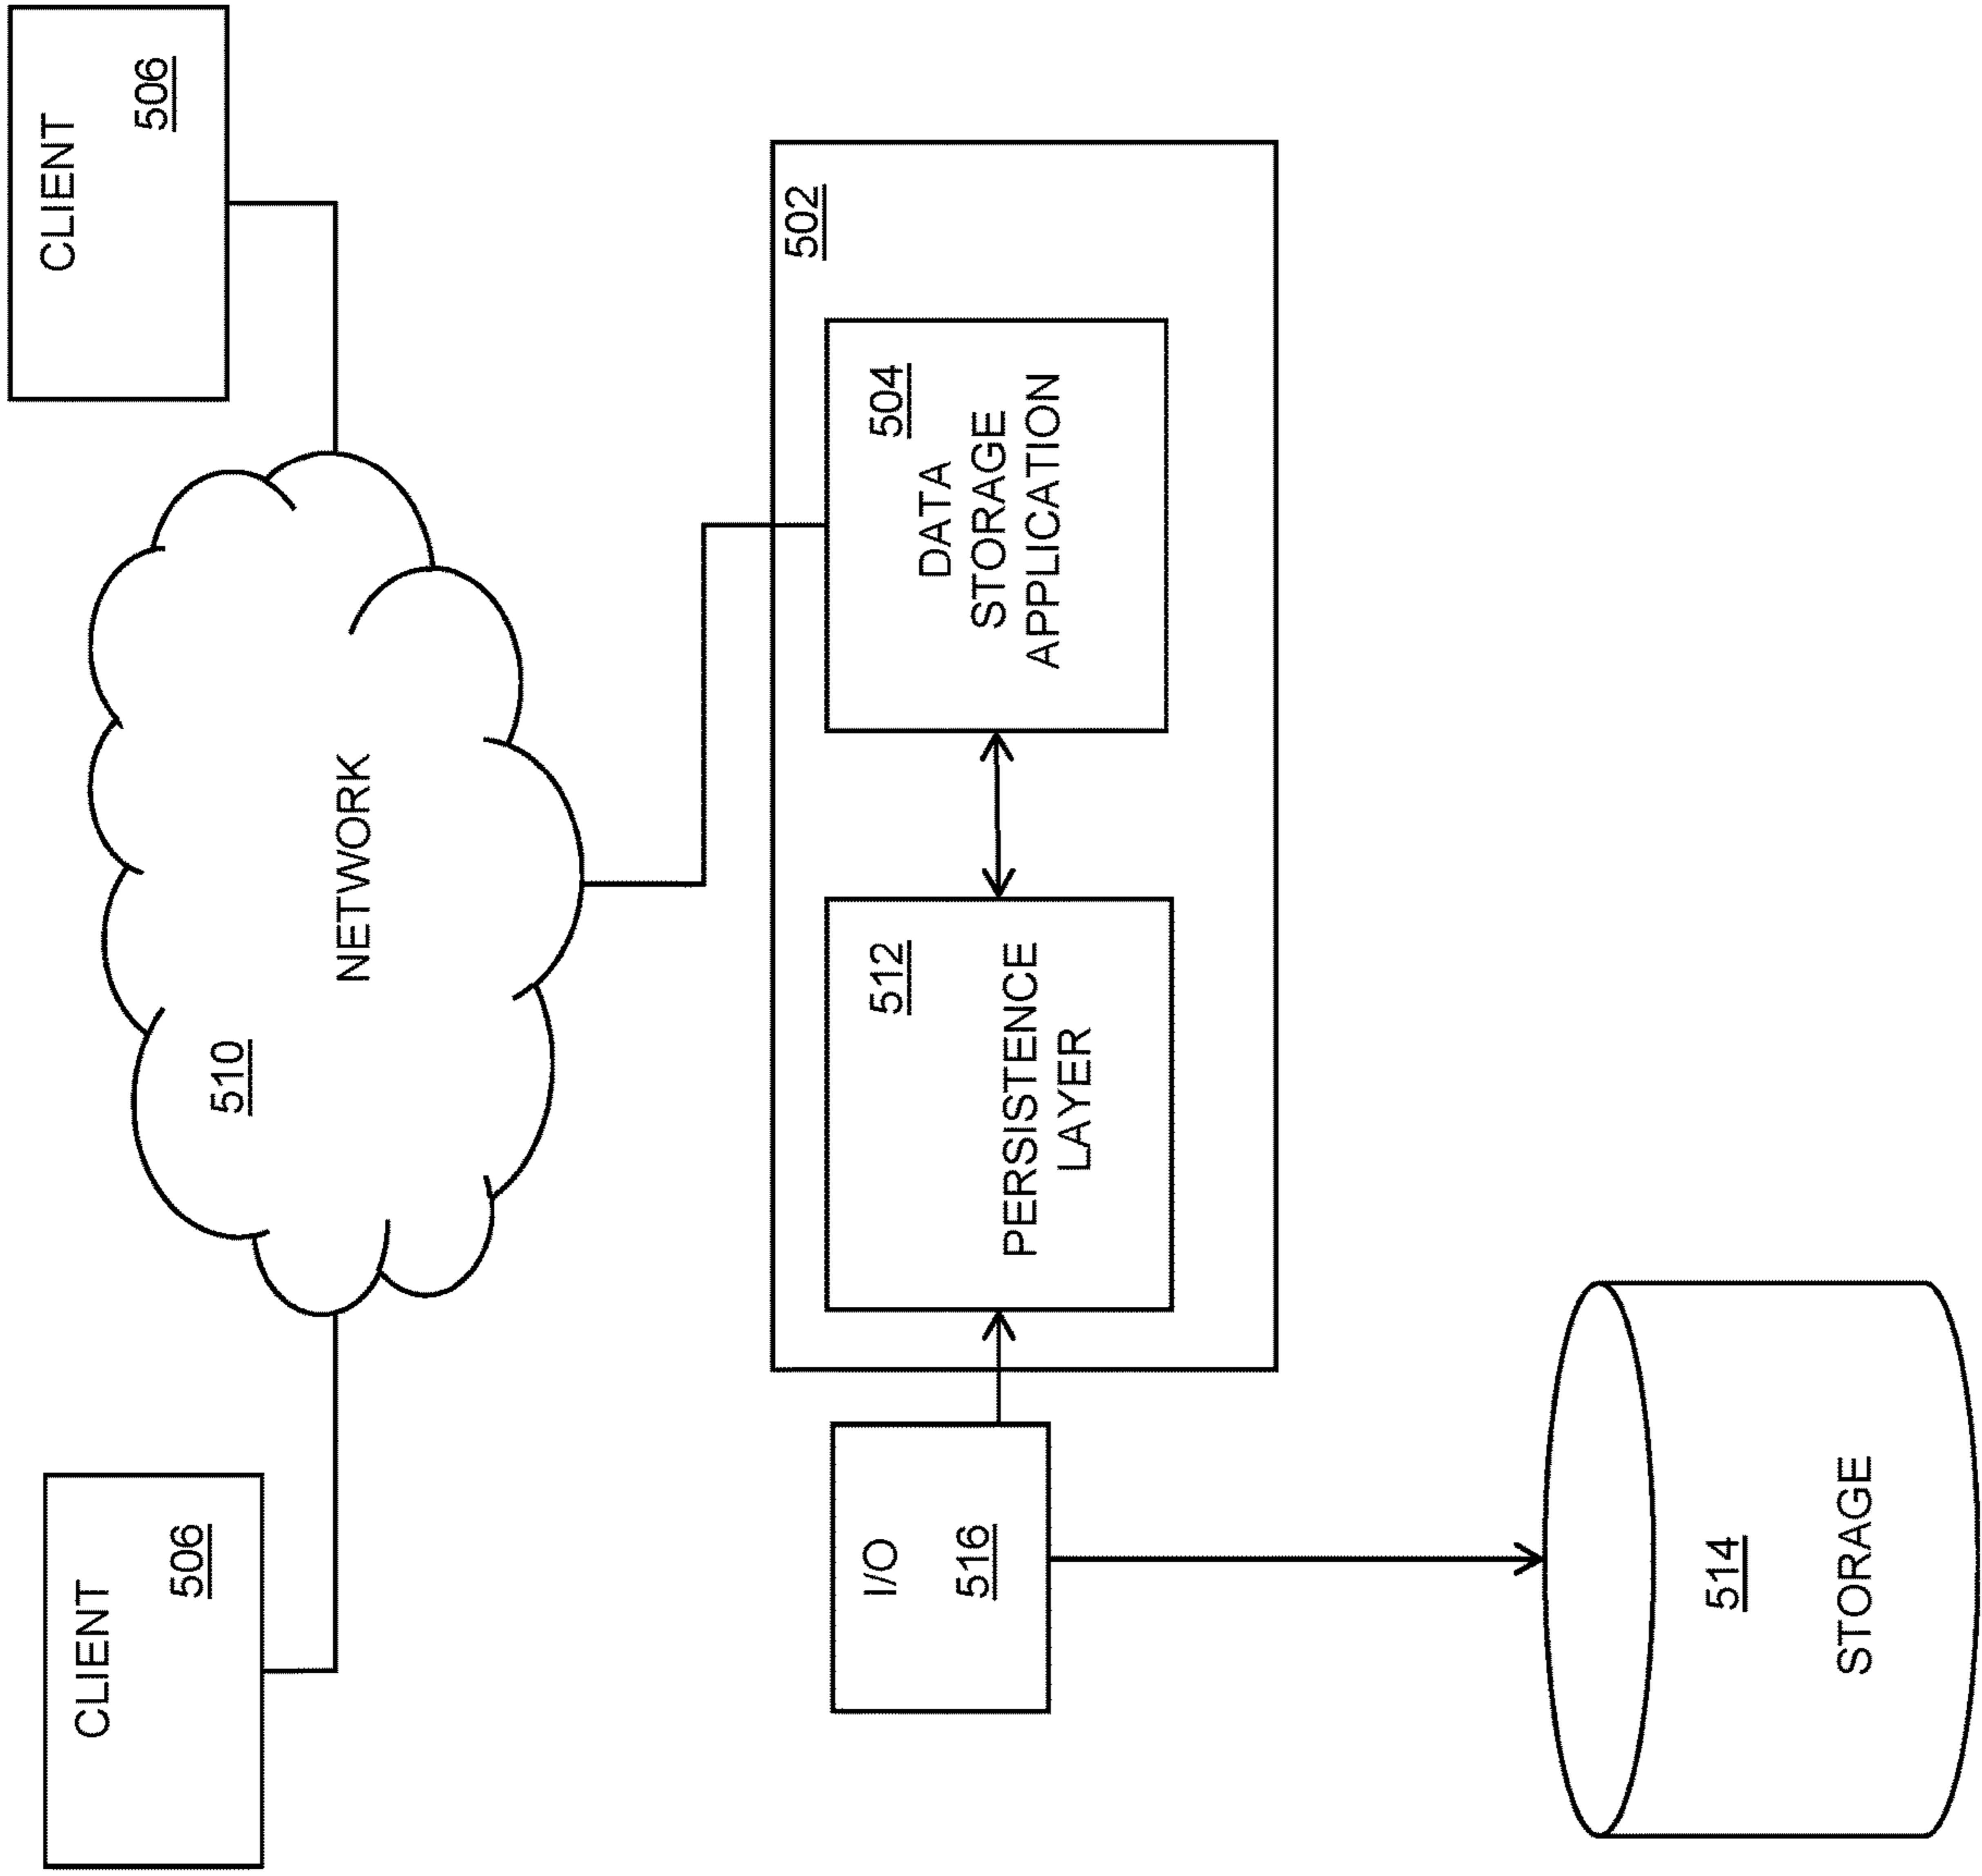 CLIENT
506
CLIENT
506
510
NETWORK
502
512
PERSISTENCE
LAYER
504
DATA
STORAGE
APPLICATION
I/O
516
514
STORAGE